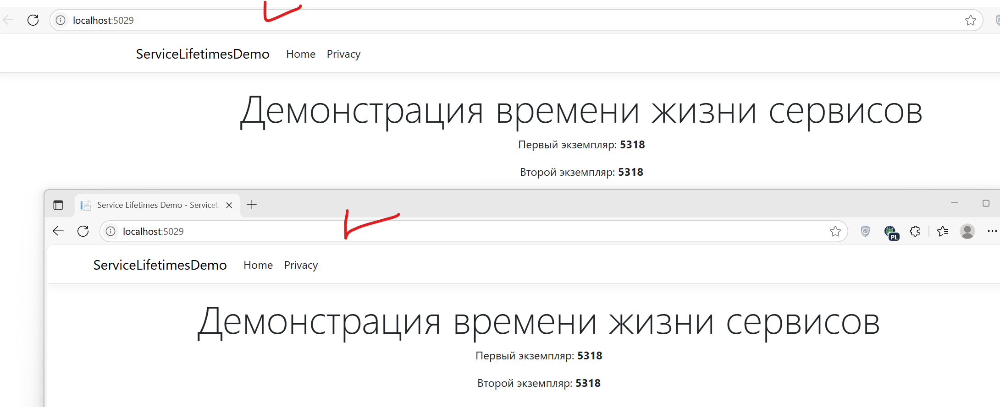 localhost:5029
ServiceLifetimesDemo Home Privacy
Демонстрация времени жизни сервисов
Первый экземпляр: 5318
Второй экземпляр: 5318
Service Lifetimes Demo - ServiceL
localhost:5029
PL
ServiceLifetimesDemo Home Privacy
Демонстрация времени жизни сервисов
Первый экземпляр: 5318
Второй экземпляр: 5318